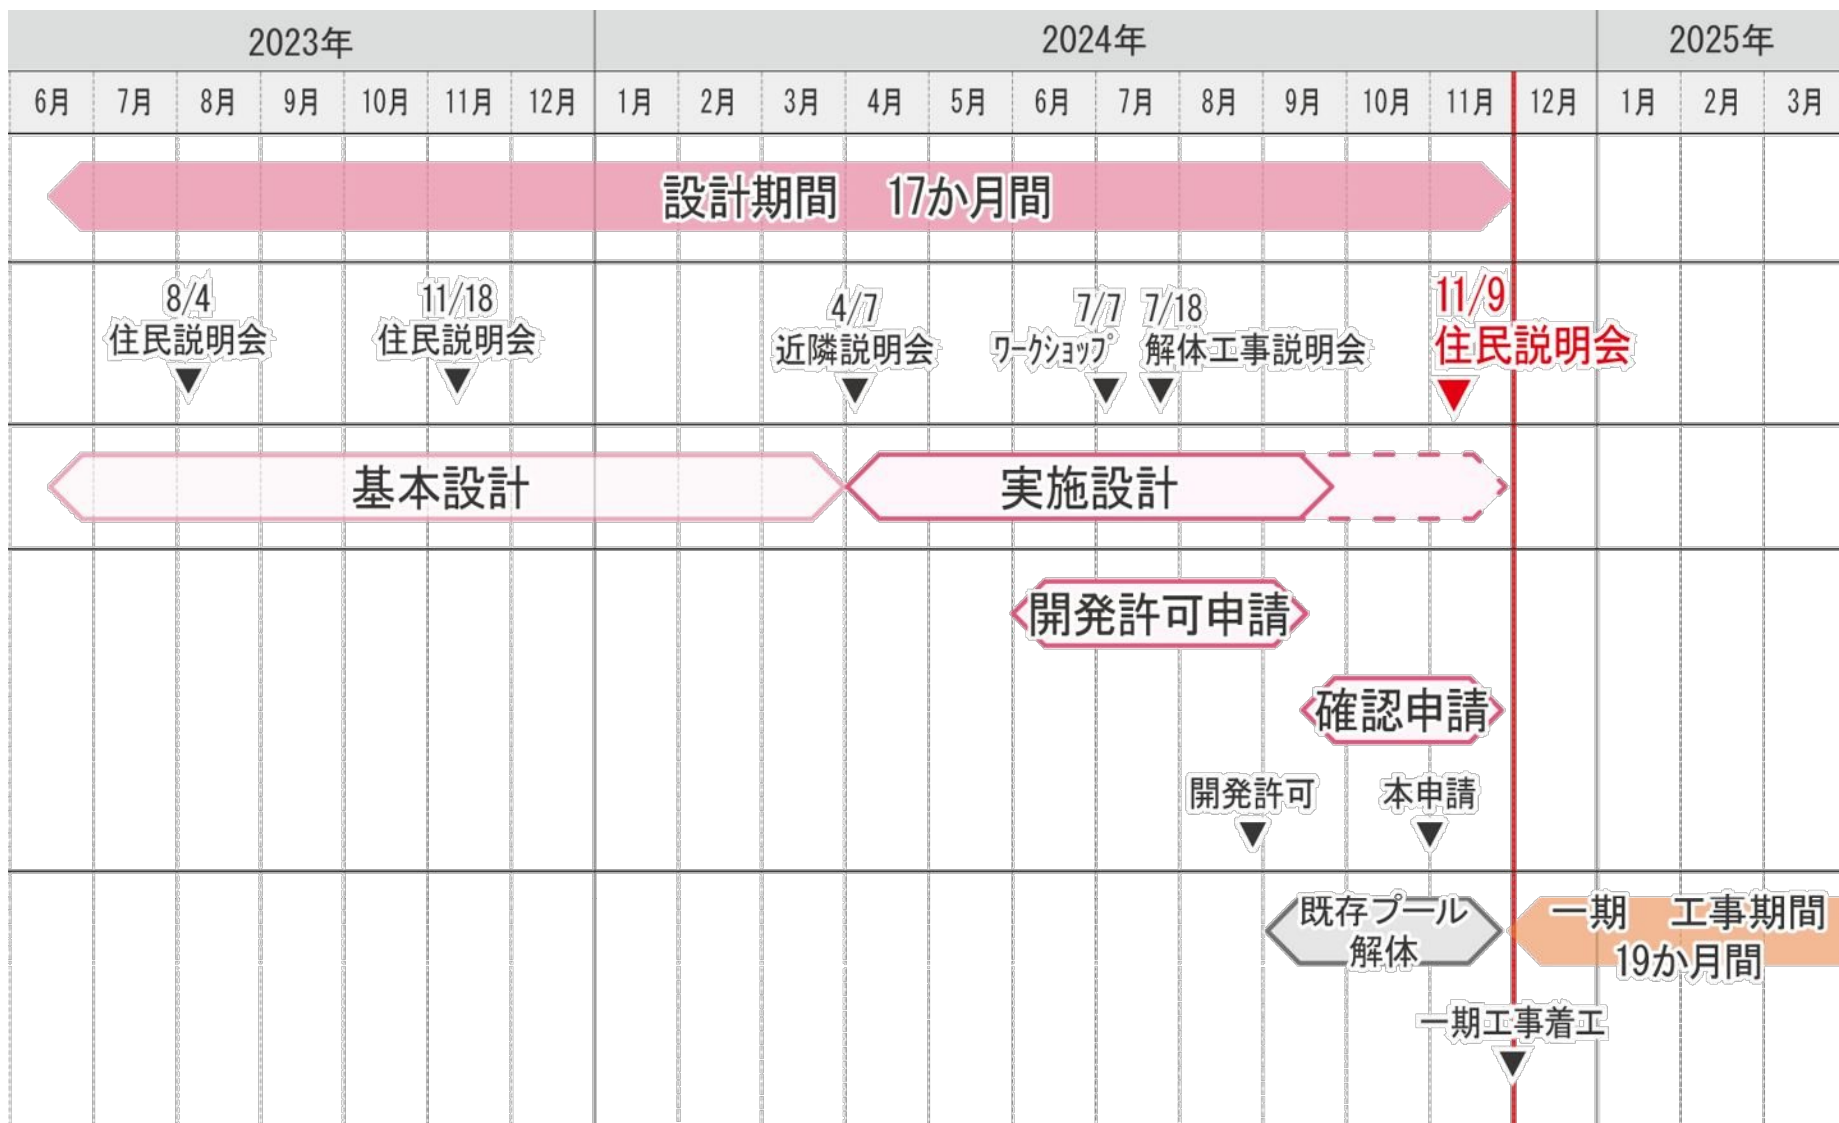 2023年 2024年 2025年
6月 7月 8月 9月 10月 11月 12月 1月 2月 3月 4月 5月 6月 7月 8月 9月 10月 11月 12月 1月 2月 3月
設計期間　17か月間
8/4 11/18 4/7 7/7 7/18 11/9
住民説明会 住民説明会 近隣説明会 ﾜｰｸｼｮｯﾌﾟ 解体工事説明会 住民説明会
基本設計 実施設計
開発許可申請
確認申請
開発許可 本申請
既存プール 一期　工事期間
解体 19か月間
一期工事着工